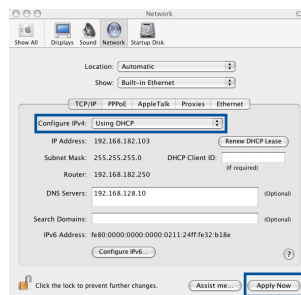 Network
Show All Displays Sound Network Startup Disk
Location: Automatic
Show: Built-in Ethernet
TCP/IP PPPoE AppleTalk Proxies Ethernet
Configure IPv4: Using DHCP
IP Address: 192.168.182.103 Renew DHCP Lease
Subnet Mask: 255.255.255.0 DHCP Client ID:
(If required)
Router: 192.168.182.250
DNS Servers: 192.168.128.10 (Optional)
Search Domains: (Optional)
IPv6 Address: fe80:0000:0000:0000:0211:24ff:fe32:b18e
Configure IPv6... ?
Click the lock to prevent further changes. Assist me... Apply Now